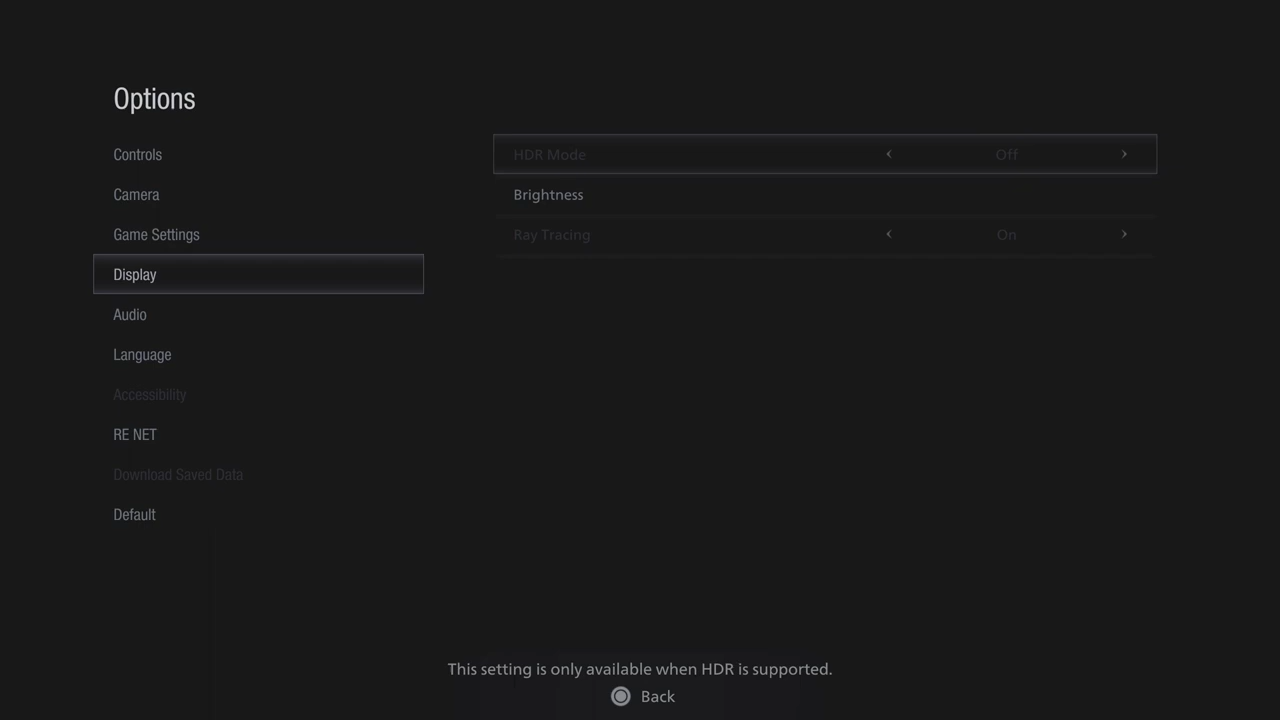 Options
Controls
Camera
Game Settings
Display
Audio
Language
Accessibility
RE NET
Download Saved Data
Default
HDR Mode Off
Brightness
Ray Tracing On
This setting is only available when HDR is supported.
Back